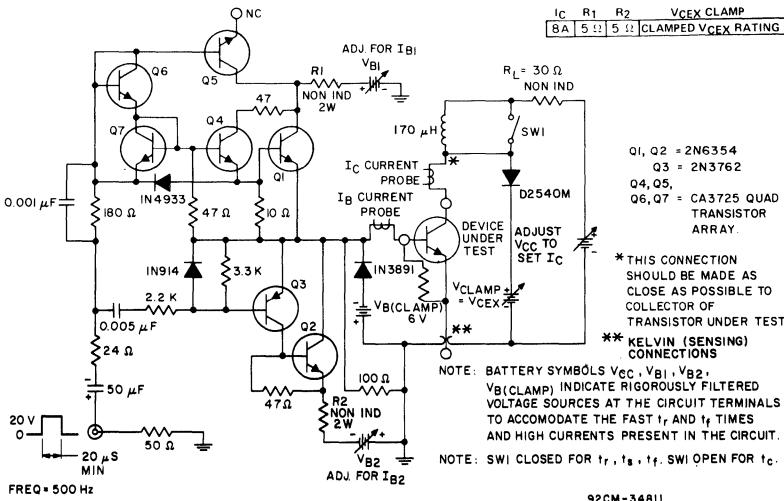 NC
IC R1 R2 VCEX CLAMP
8A 5 Ω 5 Ω CLAMPED VCEX RATING
ADJ. FOR IB1
VB1
+ -
Q6
Q5
R1
NON IND
2W
RL = 30 Ω
NON IND
47
Q7
Q4
Q1
170 μH
SW1
*
IC CURRENT
PROBE
Q1, Q2 = 2N6354
Q3 = 2N3762
Q4, Q5,
Q6, Q7 = CA3725 QUAD
TRANSISTOR
ARRAY.
1N4933
0.001 μF
180 Ω
47 Ω
10 Ω
IB CURRENT
PROBE
D2540M
DEVICE
UNDER
TEST
ADJUST
VCC TO
SET IC
+
-
1N914
3.3 K
Q3
1N3891
VCLAMP
= VCEX
+
-
* THIS CONNECTION
SHOULD BE MADE AS
CLOSE AS POSSIBLE TO
COLLECTOR OF
TRANSISTOR UNDER TEST
2.2 K
0.005 μF
Q2
-
+
VB(CLAMP)
6 V
**
** KELVIN (SENSING)
CONNECTIONS
24 Ω
-
+
50 μF
47 Ω
100 Ω
R2
NON IND
2W
- +
VB2
ADJ. FOR IB2
NOTE: BATTERY SYMBOLS VCC, VB1, VB2,
VB(CLAMP) INDICATE RIGOROUSLY FILTERED
VOLTAGE SOURCES AT THE CIRCUIT TERMINALS
TO ACCOMODATE THE FAST tr AND tf TIMES
AND HIGH CURRENTS PRESENT IN THE CIRCUIT.
20 V
0
20 μS
MIN
50 Ω
NOTE: SW1 CLOSED FOR tr, ts, tf. SW1 OPEN FOR tc.
FREQ = 500 Hz
92CM-34811